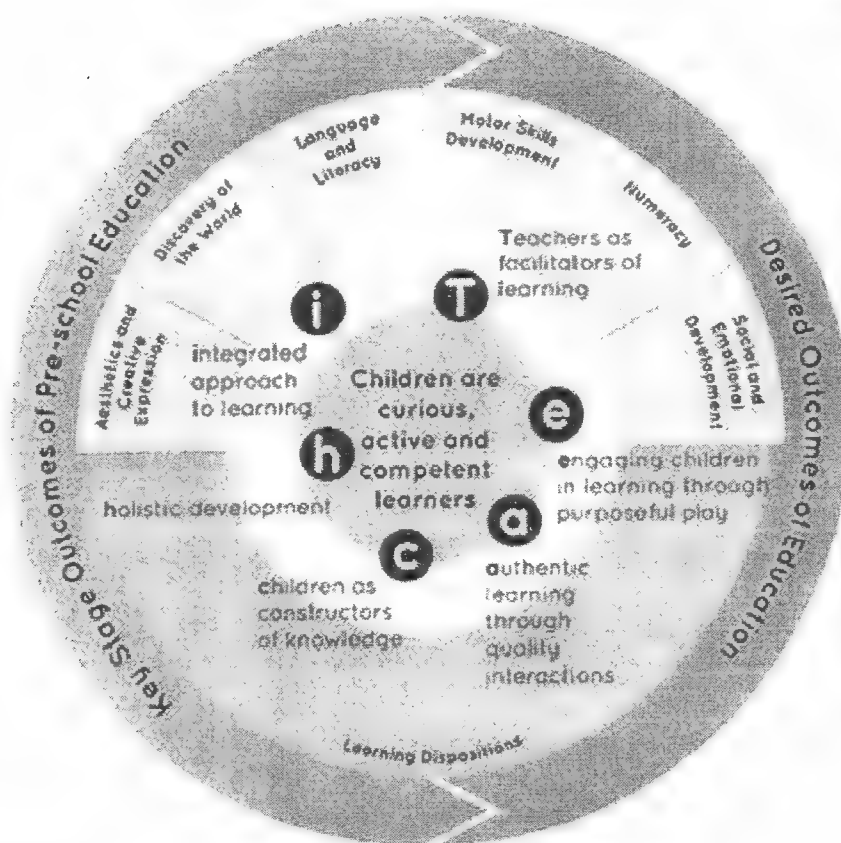 Key Stage Outcomes of Pre-school Education
Desired Outcomes of Education
Aesthetics and
Creative
Expression
Discovery of
the World
Language
and
Literacy
Motor Skills
Development
Numeracy
Social and
Emotional
Development
i
T
e
a
c
h
integrated
approach
to learning
Teachers as
facilitators of
learning
engaging children
in learning through
purposeful play
authentic
learning
through
quality
interactions
children as
constructors
of knowledge
holistic development
Children are
curious,
active and
competent
learners
Learning Dispositions